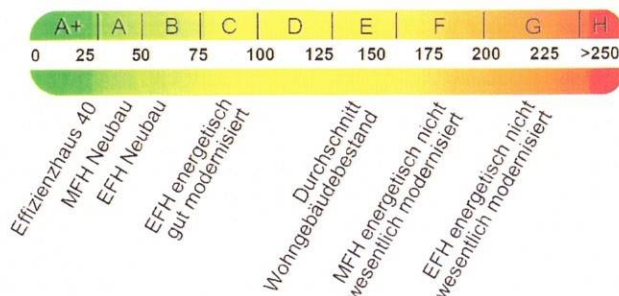 A+ A B C D E F G H
0 25 50 75 100 125 150 175 200 225 >250
Effizienzhaus 40
MFH Neubau
EFH Neubau
EFH energetisch
gut modernisiert
Durchschnitt
Wohngebäudebestand
MFH energetisch nicht
wesentlich modernisiert
EFH energetisch nicht
wesentlich modernisiert